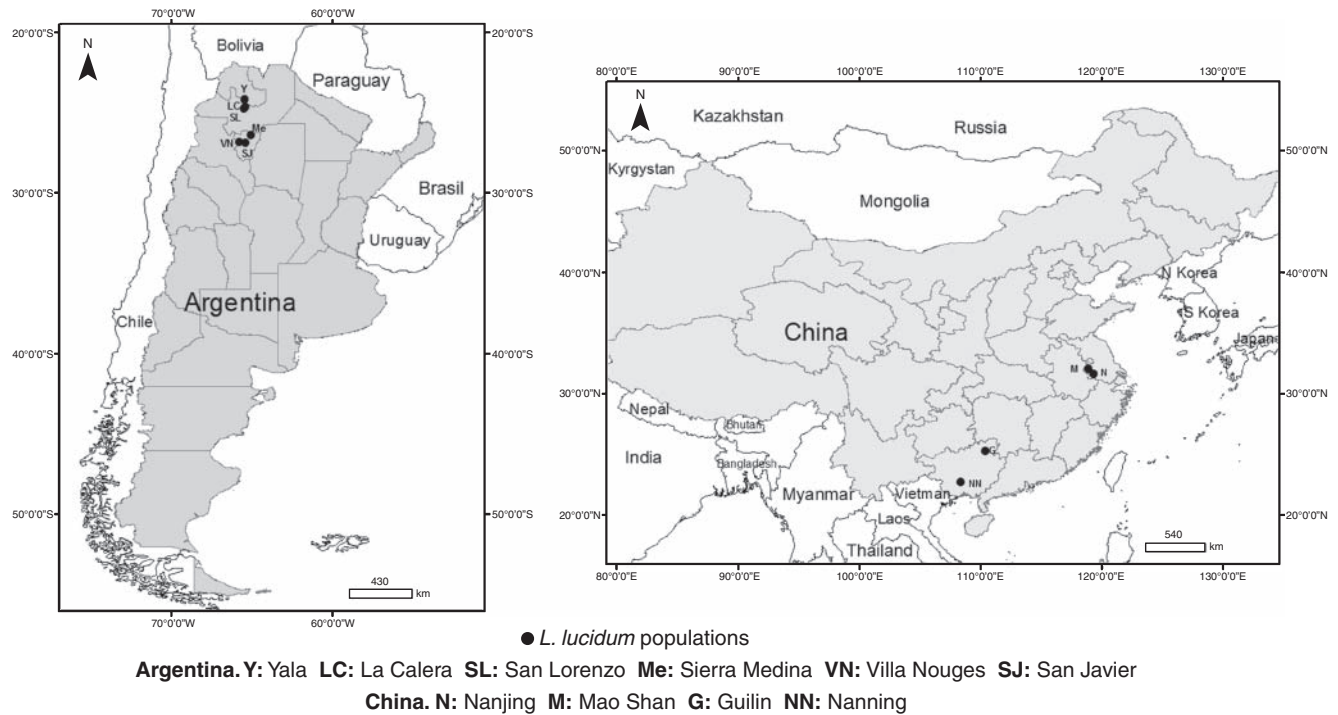 70°0'0"W 60°0'0"W
20°0'0"S 20°0'0"S
N
Bolivia
Paraguay
Y
LC
SL
Me
VN
SJ
30°0'0"S 30°0'0"S
Brasil
Uruguay
Argentina
Chile
40°0'0"S 40°0'0"S
50°0'0"S 50°0'0"S
430
km
70°0'0"W 60°0'0"W
80°0'0"E 90°0'0"E 100°0'0"E 110°0'0"E 120°0'0"E 130°0'0"E
N
Kazakhstan
Russia
50°0'0"N 50°0'0"N
Kyrgystan
Mongolia
40°0'0"N 40°0'0"N
N Korea
S Korea
Japan
China
M N
30°0'0"N 30°0'0"N
Nepal
Bhutan
G
India
Bangladesh
NN
Myanmar
Vietman
Laos
20°0'0"N 20°0'0"N
Thailand
540
km
80°0'0"E 90°0'0"E 100°0'0"E 110°0'0"E 120°0'0"E 130°0'0"E
L. lucidum populations
Argentina. Y: Yala LC: La Calera SL: San Lorenzo Me: Sierra Medina VN: Villa Nouges SJ: San Javier
China. N: Nanjing M: Mao Shan G: Guilin NN: Nanning